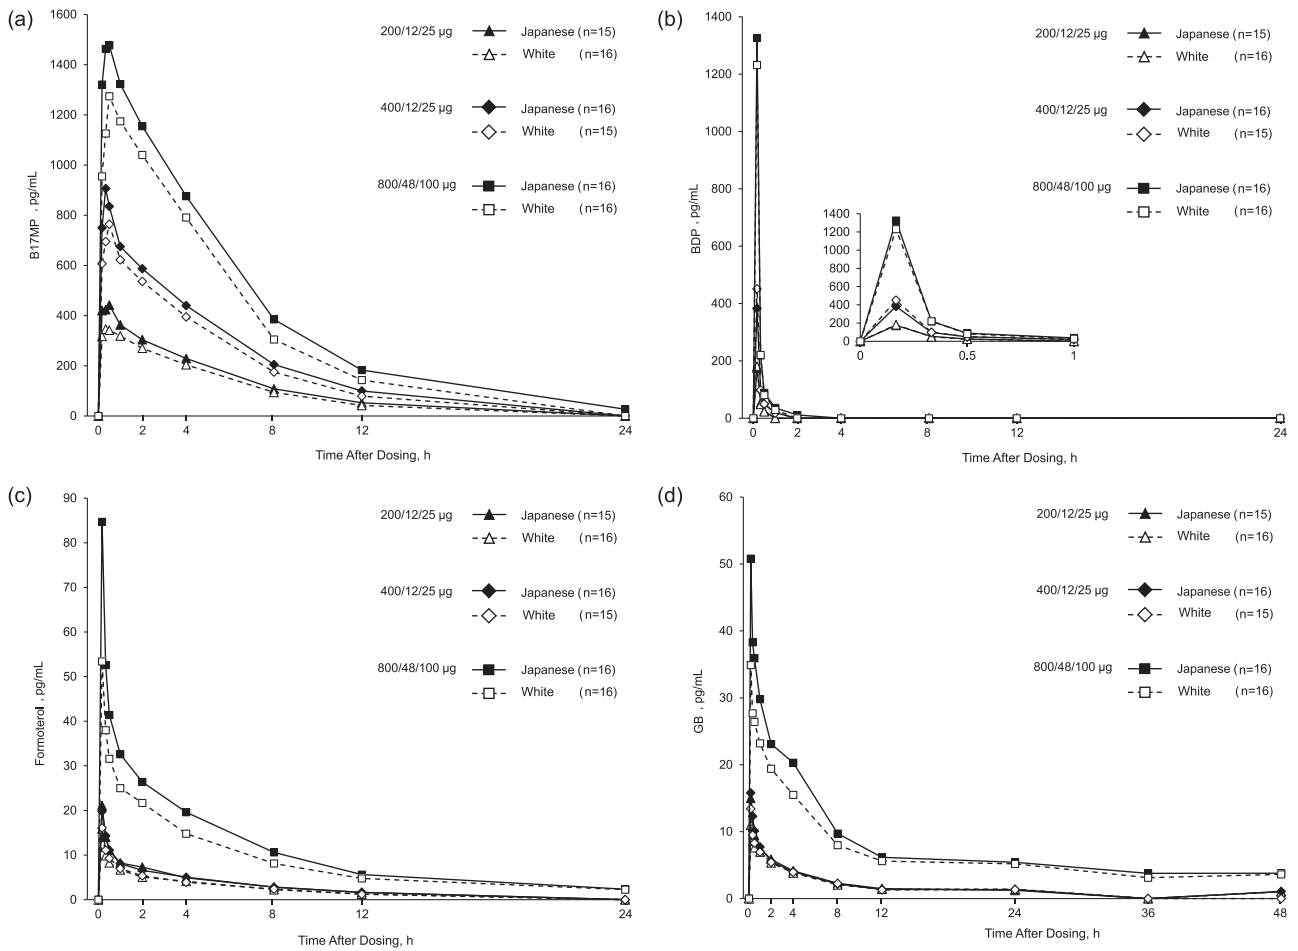 (a)
1600
1400
1200
1000
800
600
400
200
0
B17MP , pg/mL
200/12/25 µg Japanese (n=15)
White (n=16)
400/12/25 µg Japanese (n=16)
White (n=15)
800/48/100 µg Japanese (n=16)
White (n=16)
0 2 4 8 12 24
Time After Dosing, h
(b)
1400
1200
1000
800
600
400
200
0
BDP , pg/mL
200/12/25 µg Japanese (n=15)
White (n=16)
400/12/25 µg Japanese (n=16)
White (n=15)
800/48/100 µg Japanese (n=16)
White (n=16)
1400
1200
1000
800
600
400
200
0
0 0.5 1
0 2 4 8 12 24
Time After Dosing, h
(c)
90
80
70
60
50
40
30
20
10
0
Formoterol , pg/mL
200/12/25 µg Japanese (n=15)
White (n=16)
400/12/25 µg Japanese (n=16)
White (n=15)
800/48/100 µg Japanese (n=16)
White (n=16)
0 2 4 8 12 24
Time After Dosing, h
(d)
60
50
40
30
20
10
0
GB , pg/mL
200/12/25 µg Japanese (n=15)
White (n=16)
400/12/25 µg Japanese (n=16)
White (n=15)
800/48/100 µg Japanese (n=16)
White (n=16)
0 2 4 8 12 24 36 48
Time After Dosing, h